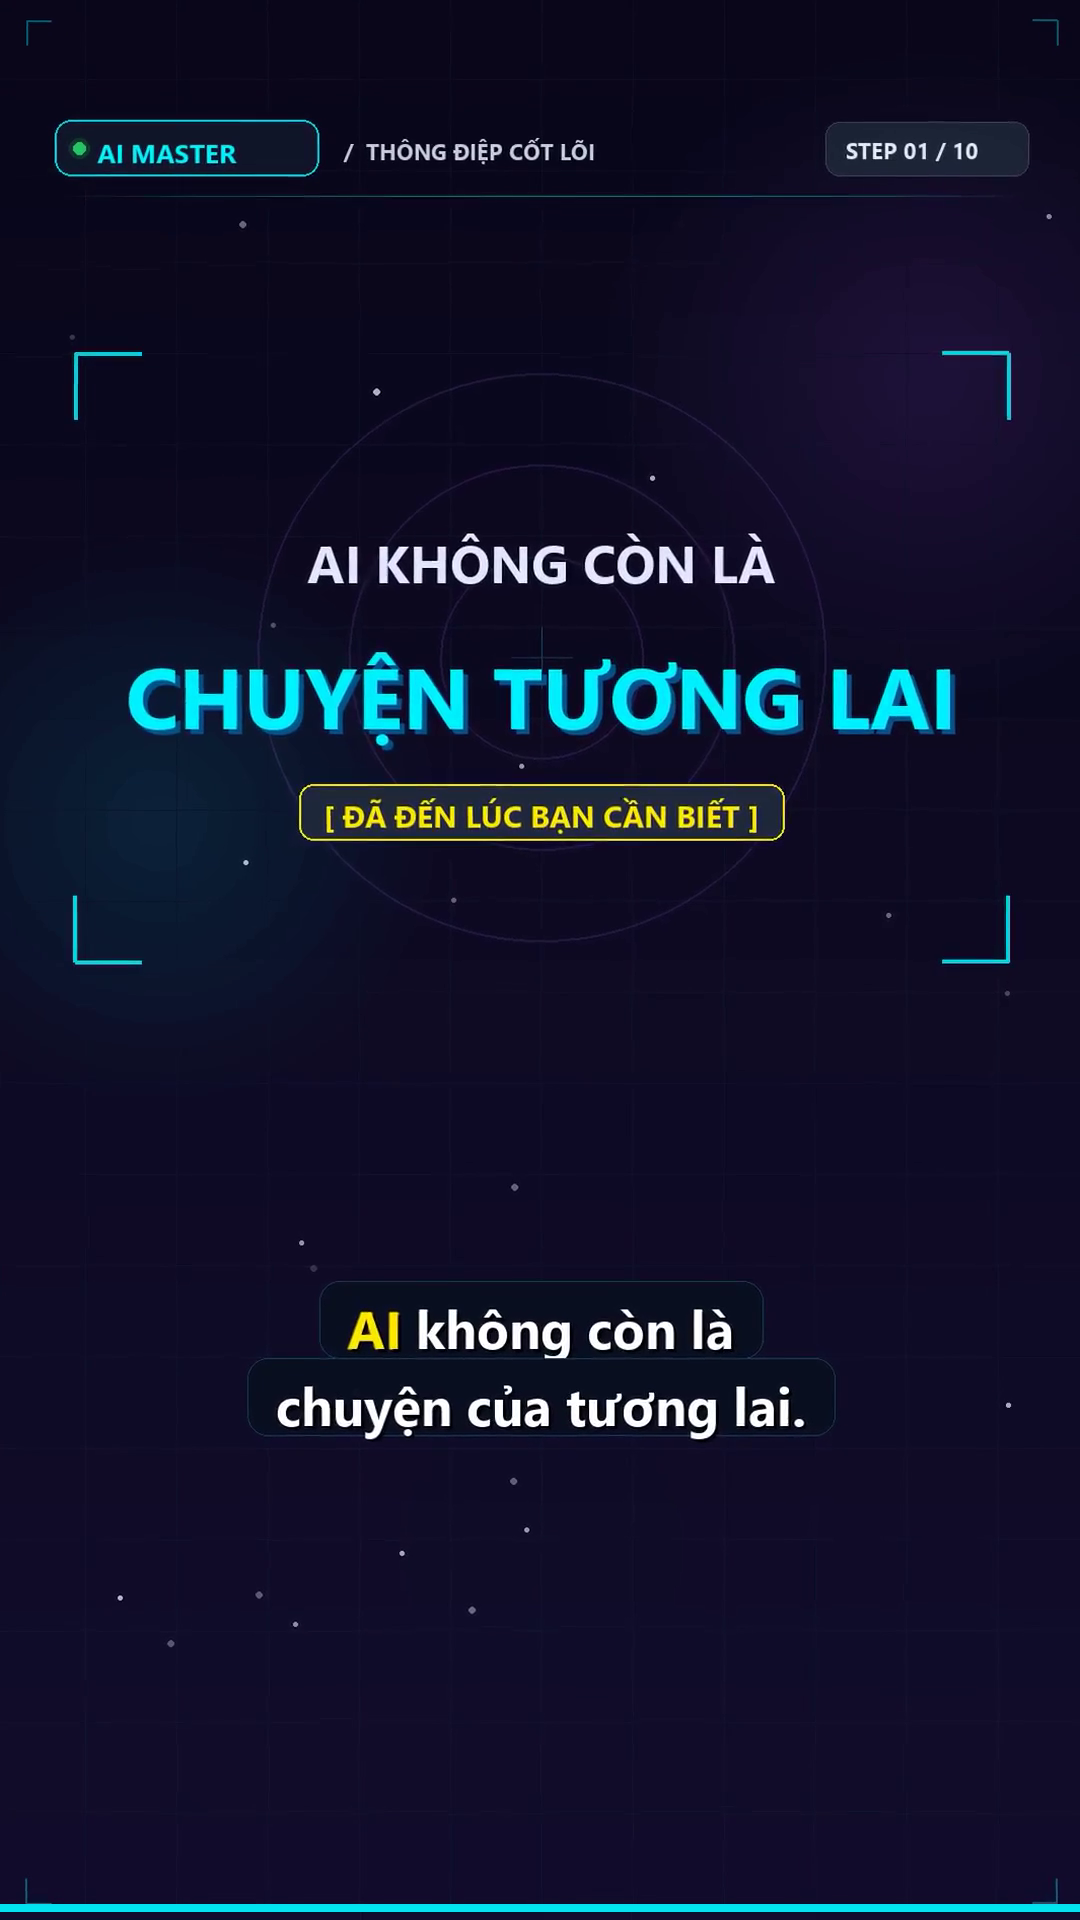 AI MASTER
/ THÔNG ĐIỆP CỐT LÕI
STEP 01 / 10
AI KHÔNG CÒN LÀ
CHUYỆN TƯƠNG LAI
[ ĐÃ ĐẾN LÚC BẠN CẦN BIẾT ]
AI không còn là
chuyện của tương lai.